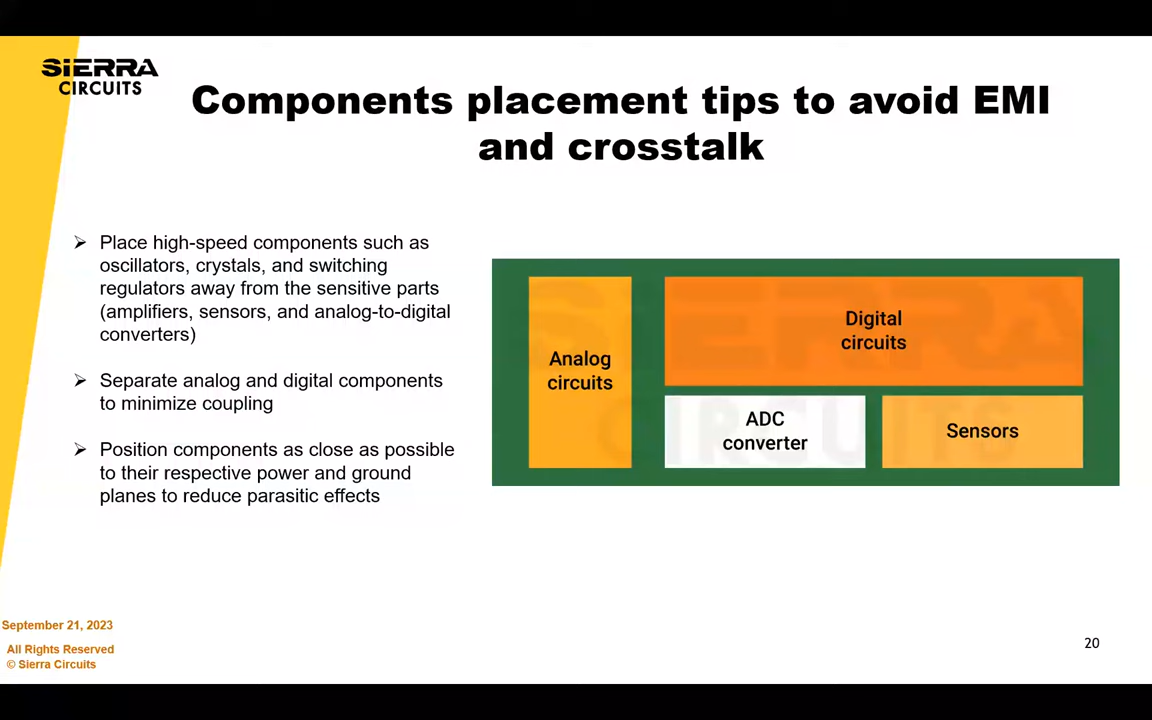 SiERRA
CIRCUITS
Components placement tips to avoid EMI
and crosstalk
➢ Place high-speed components such as
oscillators, crystals, and switching
regulators away from the sensitive parts
(amplifiers, sensors, and analog-to-digital
converters)
➢ Separate analog and digital components
to minimize coupling
➢ Position components as close as possible
to their respective power and ground
planes to reduce parasitic effects
Analog
circuits
Digital
circuits
ADC
converter
Sensors
SIERRA
CIRCUITS
September 21, 2023
All Rights Reserved
© Sierra Circuits
20